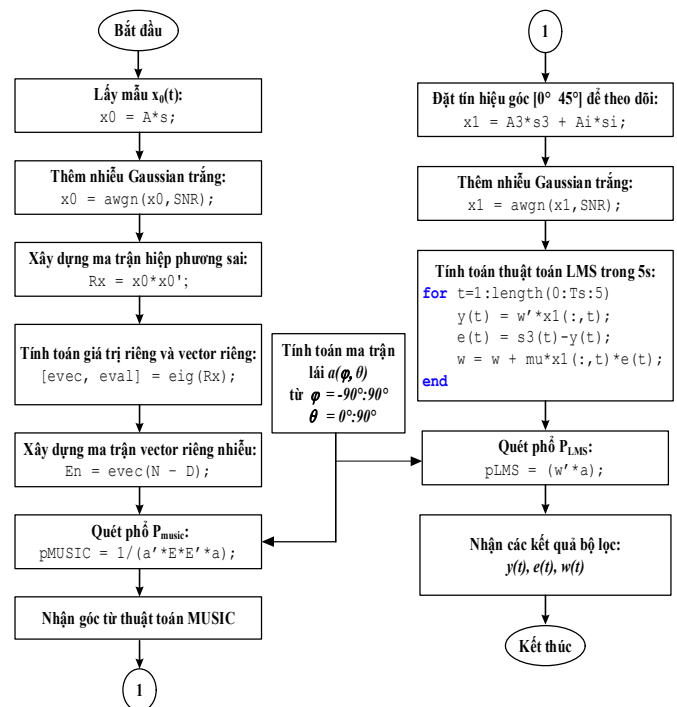 Bắt đầu
Lấy mẫu x₀(t):
x0 = A*s;
Thêm nhiễu Gaussian trắng:
x0 = awgn(x0,SNR);
Xây dựng ma trận hiệp phương sai:
Rx = x0*x0';
Tính toán giá trị riêng và vector riêng:
[evec, eval] = eig(Rx);
Xây dựng ma trận vector riêng nhiễu:
En = evec(N - D);
Quét phổ Pmusic:
pMUSIC = 1/(a'*E*E'*a);
Nhận góc từ thuật toán MUSIC
1
Tính toán ma trận
lái a(φ,θ)
từ φ = -90°:90°
θ = 0°:90°
1
Đặt tín hiệu góc [0° 45°] để theo dõi:
x1 = A3*s3 + Ai*si;
Thêm nhiễu Gaussian trắng:
x1 = awgn(x1,SNR);
Tính toán thuật toán LMS trong 5s:
for t=1:length(0:Ts:5)
y(t) = w'*x1(:,t);
e(t) = s3(t)-y(t);
w = w + mu*x1(:,t)*e(t);
end
Quét phổ PLMS:
pLMS = (w'*a);
Nhận các kết quả bộ lọc:
y(t), e(t), w(t)
Kết thúc